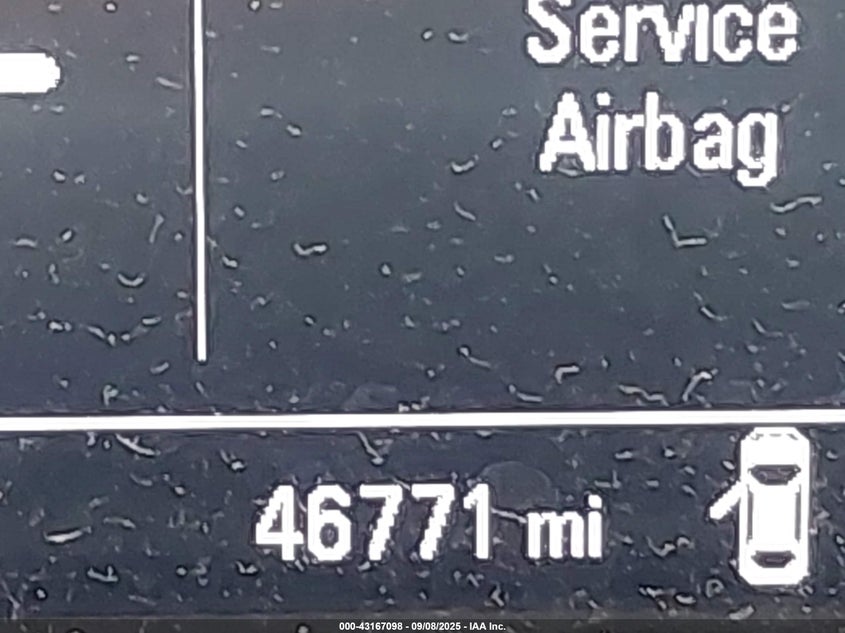 Service
Airbag
46771 mi
000-43167098 - 09/08/2025 - IAA Inc.